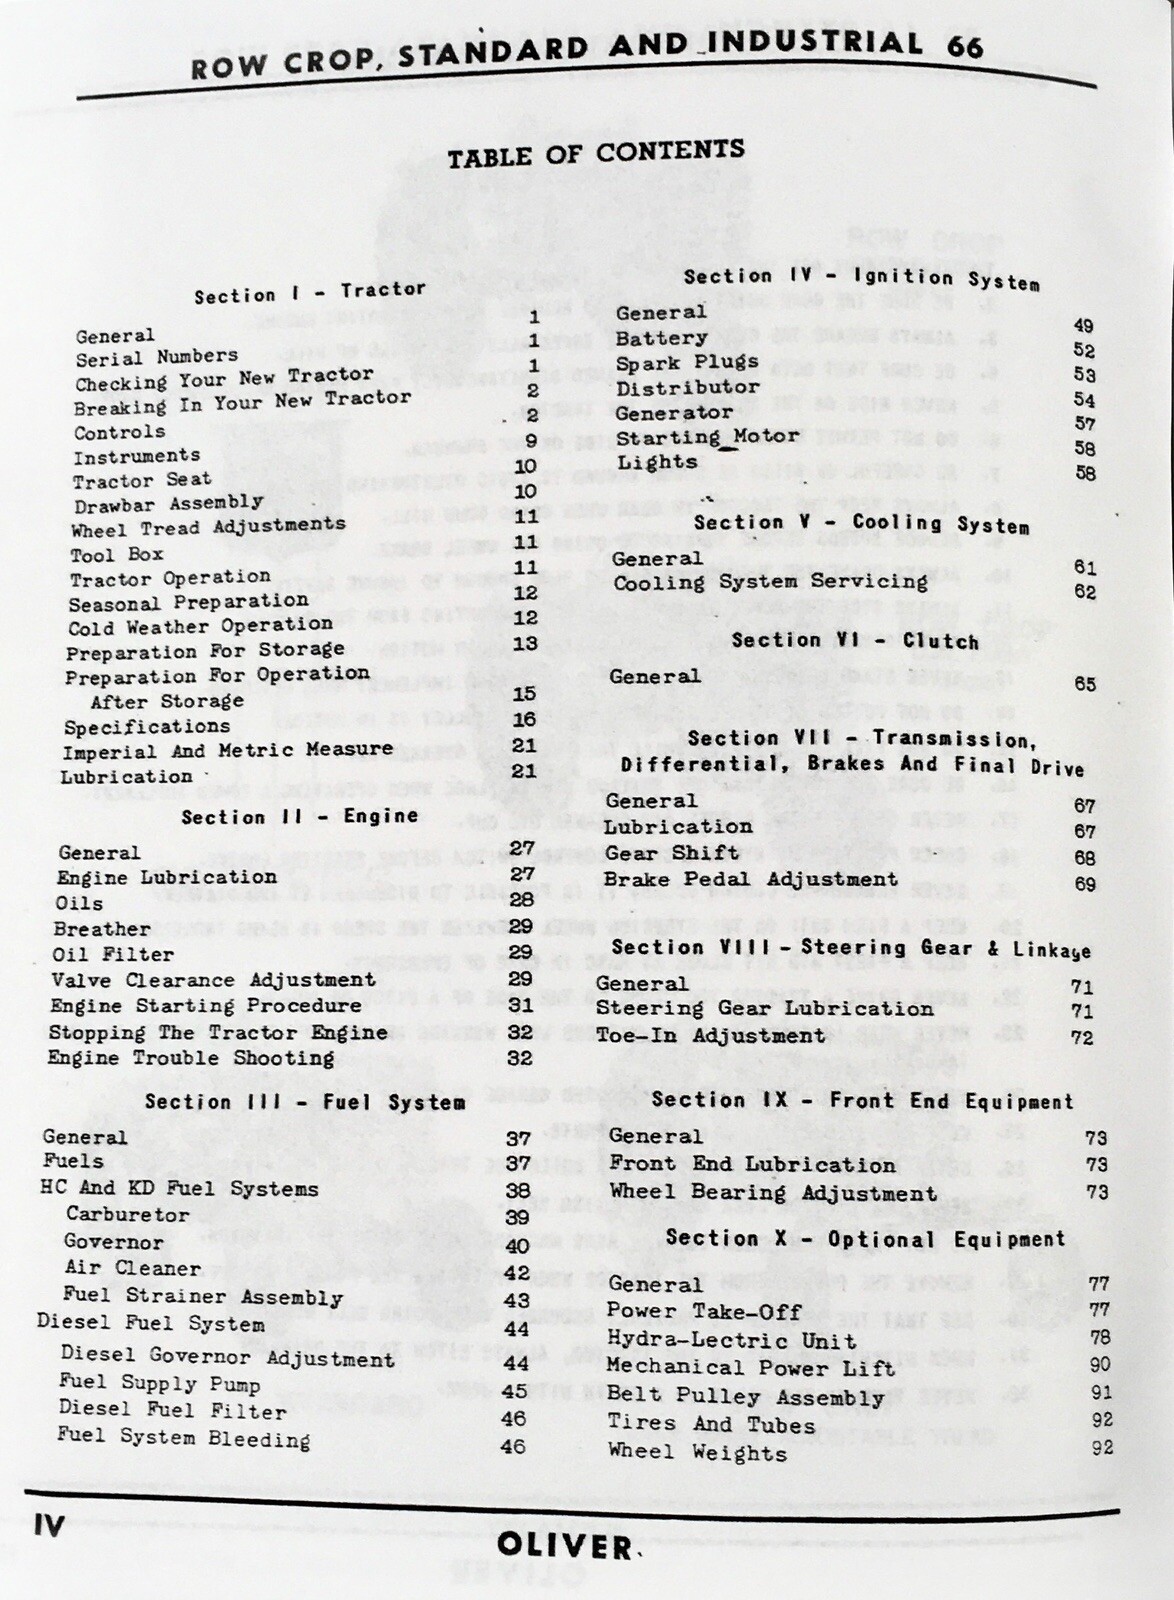 ROW CROP, STANDARD AND INDUSTRIAL 66
TABLE OF CONTENTS
Section I - Tractor
General 1
Serial Numbers 1
Checking Your New Tractor 1
Breaking In Your New Tractor 2
Controls 2
Instruments 9
Tractor Seat 10
Drawbar Assembly 10
Wheel Tread Adjustments 11
Tool Box 11
Tractor Operation 11
Seasonal Preparation 12
Cold Weather Operation 12
Preparation For Storage 13
Preparation For Operation
After Storage 15
Specifications 16
Imperial And Metric Measure 21
Lubrication 21
Section II - Engine
General 27
Engine Lubrication 27
Oils 28
Breather 29
Oil Filter 29
Valve Clearance Adjustment 29
Engine Starting Procedure 31
Stopping The Tractor Engine 32
Engine Trouble Shooting 32
Section III - Fuel System
General 37
Fuels 37
HC And KD Fuel Systems 38
Carburetor 39
Governor 40
Air Cleaner 42
Fuel Strainer Assembly 43
Diesel Fuel System 44
Diesel Governor Adjustment 44
Fuel Supply Pump 45
Diesel Fuel Filter 46
Fuel System Bleeding 46
Section IV - Ignition System
General 49
Battery 52
Spark Plugs 53
Distributor 54
Generator 57
Starting Motor 58
Lights 58
Section V - Cooling System
General 61
Cooling System Servicing 62
Section VI - Clutch
General 65
Section VII - Transmission,
Differential, Brakes And Final Drive
General 67
Lubrication 67
Gear Shift 68
Brake Pedal Adjustment 69
Section VIII - Steering Gear & Linkage
General 71
Steering Gear Lubrication 71
Toe-In Adjustment 72
Section IX - Front End Equipment
General 73
Front End Lubrication 73
Wheel Bearing Adjustment 73
Section X - Optional Equipment
General 77
Power Take-Off 77
Hydra-Lectric Unit 78
Mechanical Power Lift 90
Belt Pulley Assembly 91
Tires And Tubes 92
Wheel Weights 92
IV
OLIVER